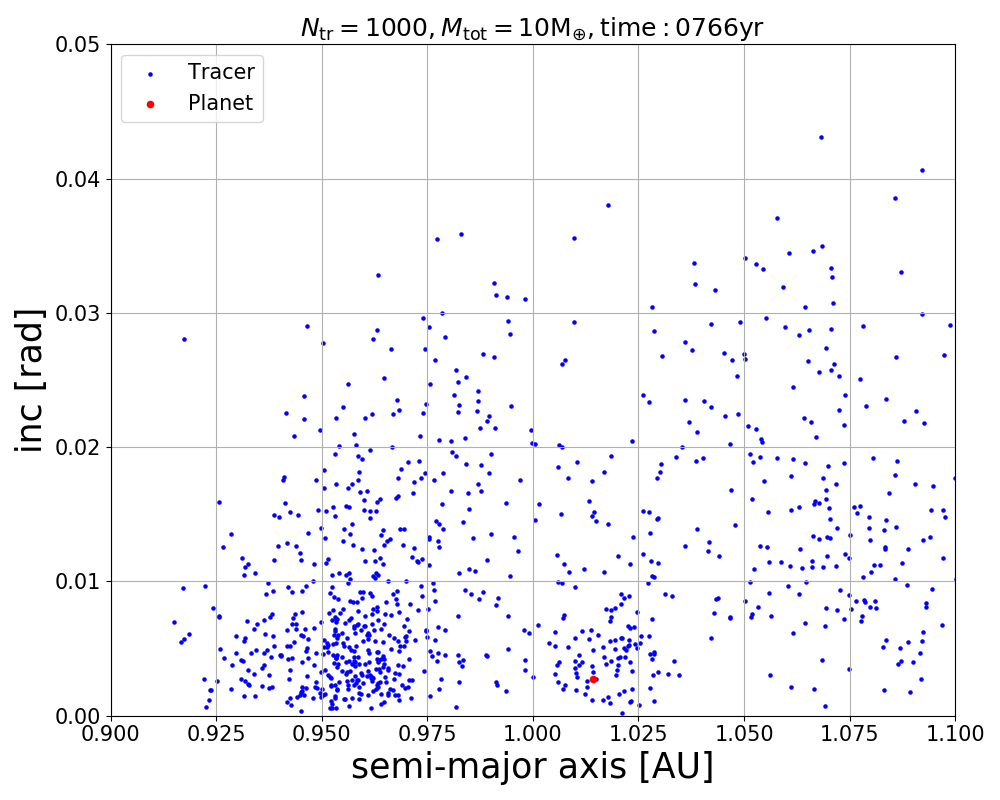 N_tr = 1000, M_tot = 10M_⊕, time : 0766yr
Tracer
Planet
0.05
0.04
0.03
0.02
0.01
0.00
inc [rad]
0.900 0.925 0.950 0.975 1.000 1.025 1.050 1.075 1.100
semi-major axis [AU]